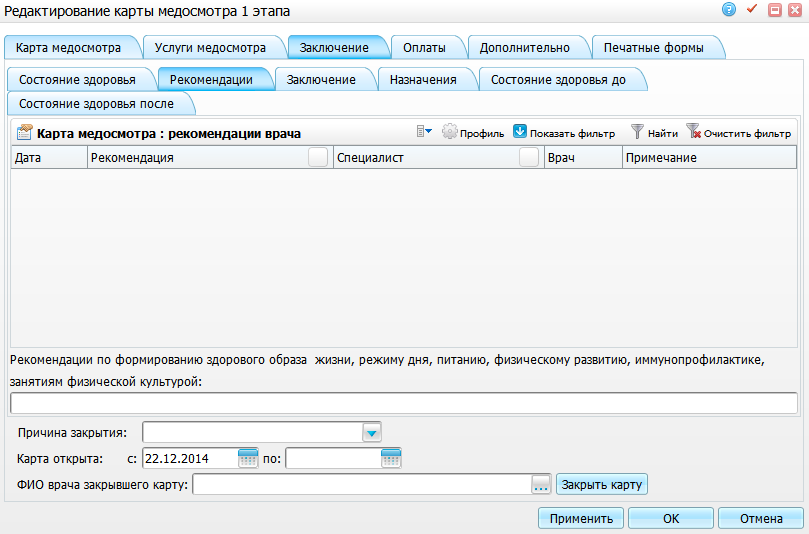 Редактирование карты медосмотра 1 этапа
Карта медосмотра Услуги медосмотра Заключение Оплаты Дополнительно Печатные формы
Состояние здоровья Рекомендации Заключение Назначения Состояние здоровья до
Состояние здоровья после
Карта медосмотра : рекомендации врача Профиль Показать фильтр Найти Очистить фильтр
Дата Рекомендация Специалист Врач Примечание
Рекомендации по формированию здорового образа жизни, режиму дня, питанию, физическому развитию, иммунопрофилактике,
занятиям физической культурой:
Причина закрытия:
Карта открыта: с: 22.12.2014 по:
ФИО врача закрывшего карту: ... Закрыть карту
Применить OK Отмена